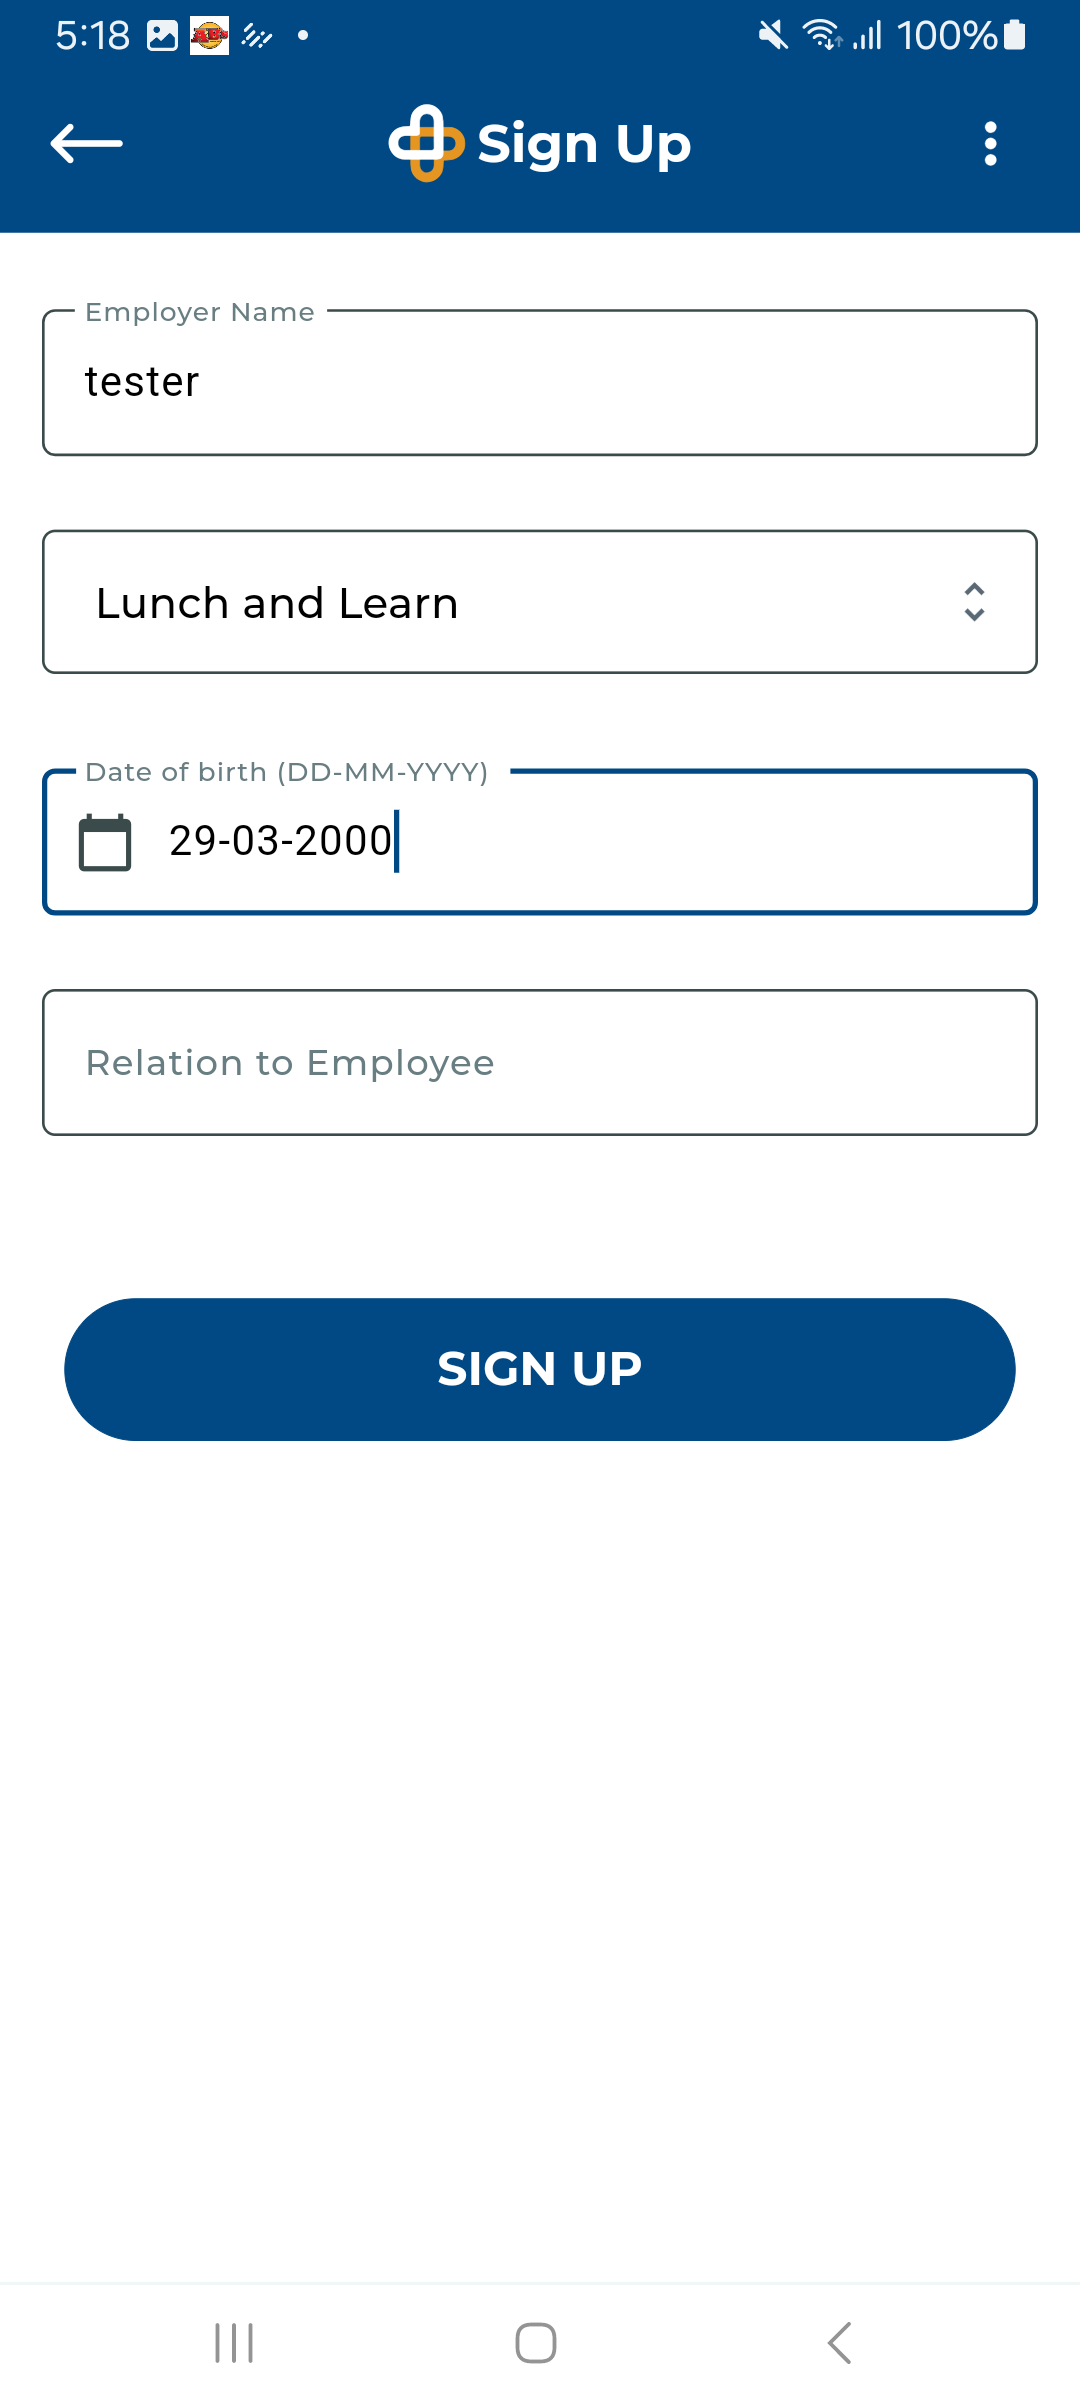 5:18 100%
Sign Up
Employer Name
tester
Lunch and Learn
Date of birth (DD-MM-YYYY)
29-03-2000
Relation to Employee
SIGN UP